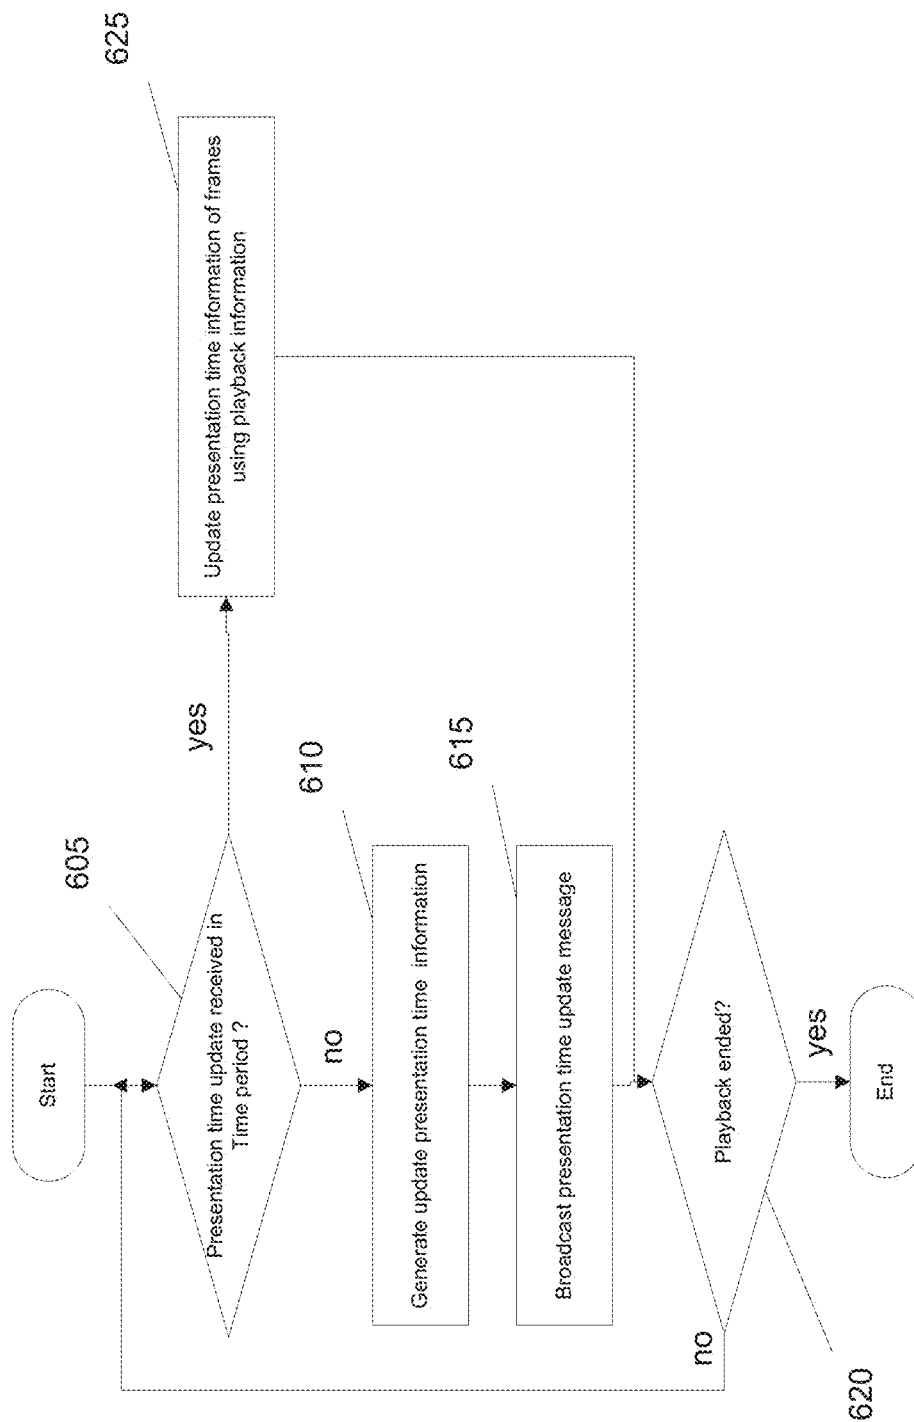 Start
605
Presentation time update received in
Time period ?
yes
625
Update presentation time information of frames
using playback information
no
610
Generate update presentation time information
615
Broadcast presentation time update message
Playback ended?
no
620
yes
End